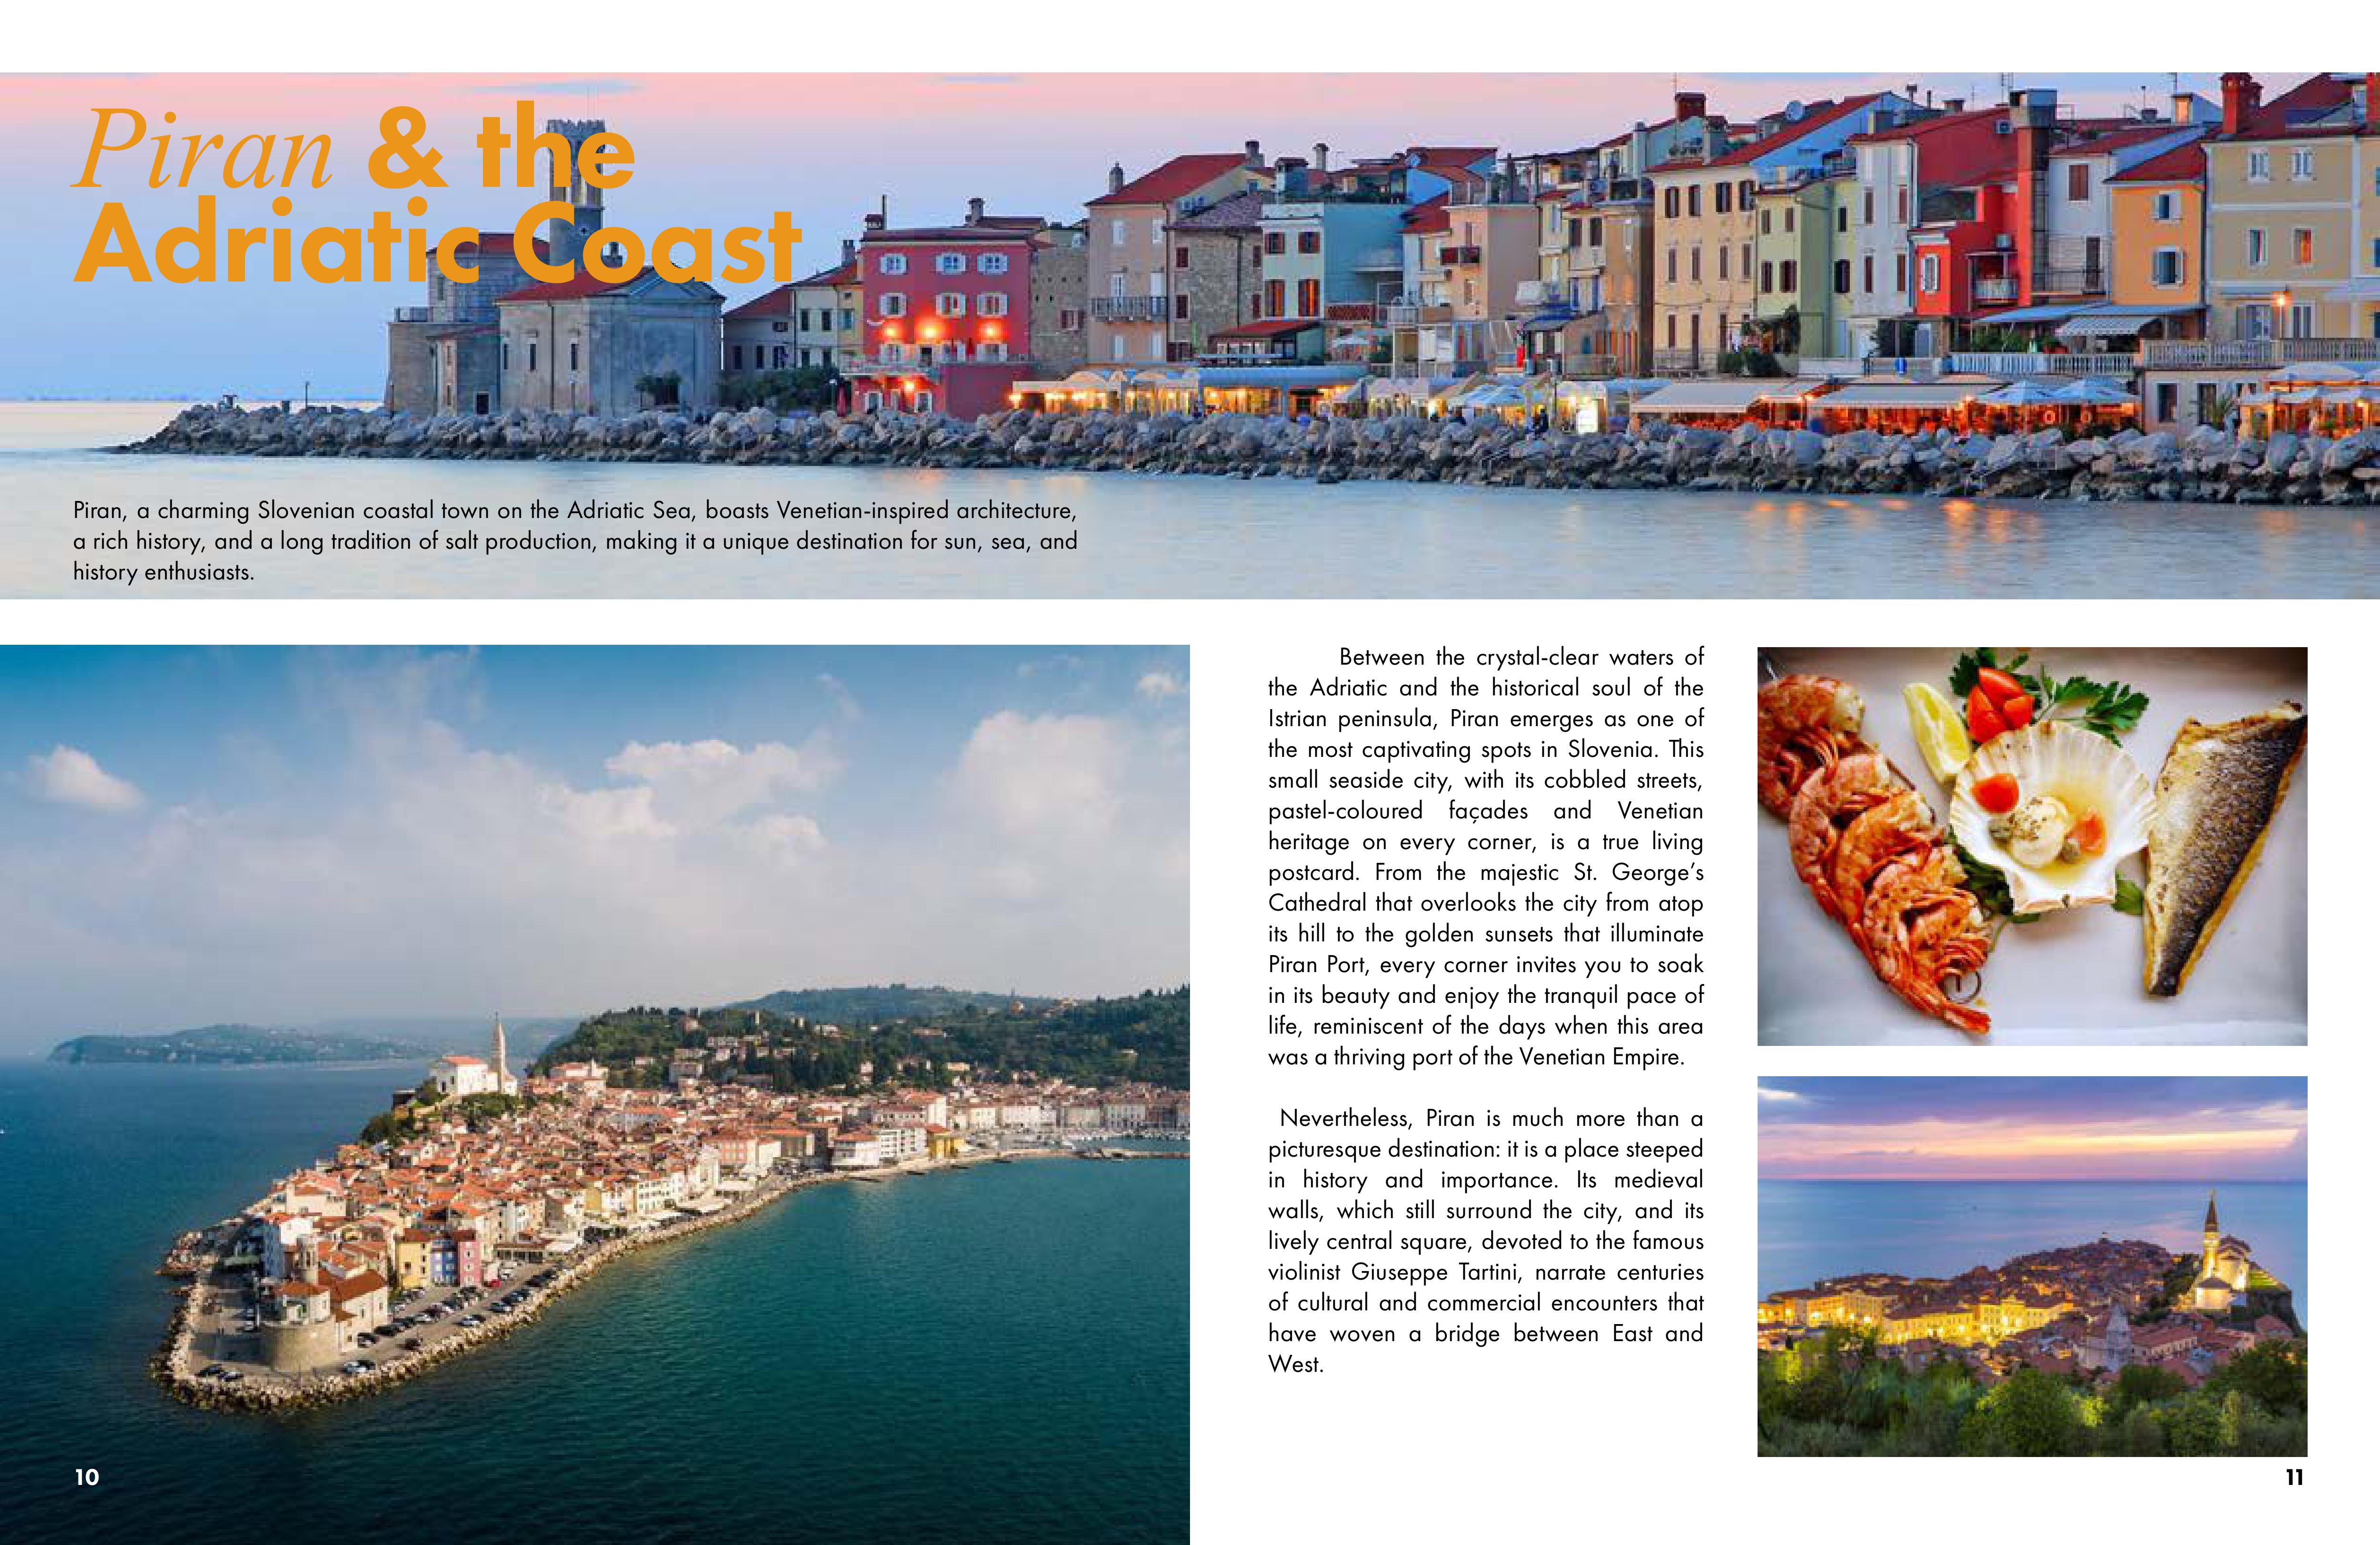 Piran & the
Adriatic Coast
Piran, a charming Slovenian coastal town on the Adriatic Sea, boasts Venetian-inspired architecture,
a rich history, and a long tradition of salt production, making it a unique destination for sun, sea, and
history enthusiasts.
Between the crystal-clear waters of
the Adriatic and the historical soul of the
Istrian peninsula, Piran emerges as one of
the most captivating spots in Slovenia. This
small seaside city, with its cobbled streets,
pastel-coloured façades and Venetian
heritage on every corner, is a true living
postcard. From the majestic St. George’s
Cathedral that overlooks the city from atop
its hill to the golden sunsets that illuminate
Piran Port, every corner invites you to soak
in its beauty and enjoy the tranquil pace of
life, reminiscent of the days when this area
was a thriving port of the Venetian Empire.
Nevertheless, Piran is much more than a
picturesque destination: it is a place steeped
in history and importance. Its medieval
walls, which still surround the city, and its
lively central square, devoted to the famous
violinist Giuseppe Tartini, narrate centuries
of cultural and commercial encounters that
have woven a bridge between East and
West.
10
11